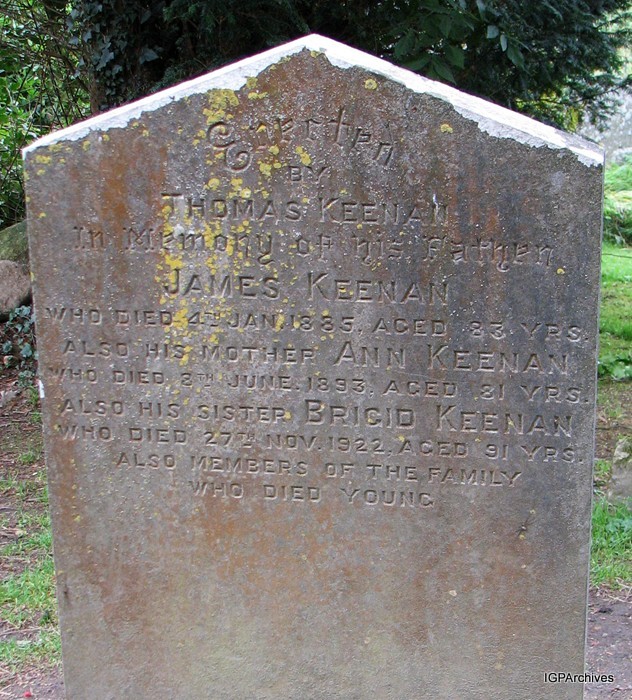 Erected
BY
THOMAS KEENAN
In Memory of his Father
JAMES KEENAN
WHO DIED 4TH JAN. 1885, AGED 83 YRS.
ALSO HIS MOTHER ANN KEENAN
WHO DIED 8TH JUNE, 1893, AGED 81 YRS.
ALSO HIS SISTER BRIGID KEENAN
WHO DIED 27TH NOV. 1922, AGED 91 YRS.
ALSO MEMBERS OF THE FAMILY
WHO DIED YOUNG
IGPArchives